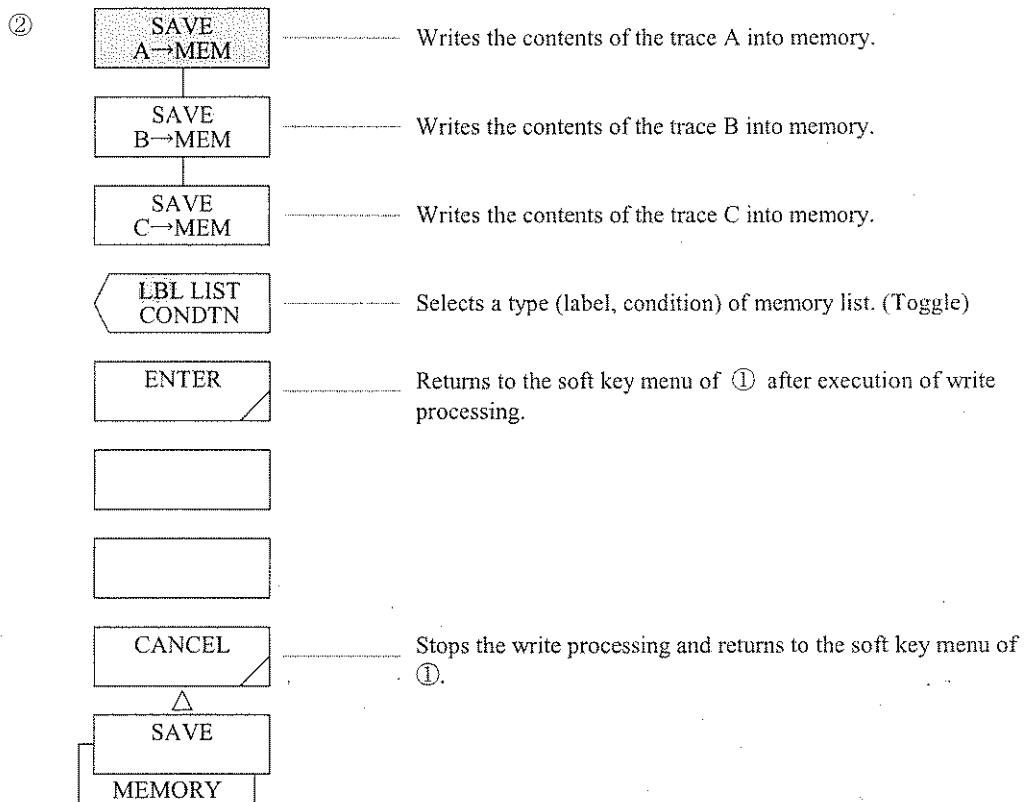 ②
SAVE
A→MEM
Writes the contents of the trace A into memory.
SAVE
B→MEM
Writes the contents of the trace B into memory.
SAVE
C→MEM
Writes the contents of the trace C into memory.
LBL LIST
CONDTN
Selects a type (label, condition) of memory list. (Toggle)
ENTER
Returns to the soft key menu of ① after execution of write
processing.
CANCEL
Stops the write processing and returns to the soft key menu of
①.
SAVE
MEMORY